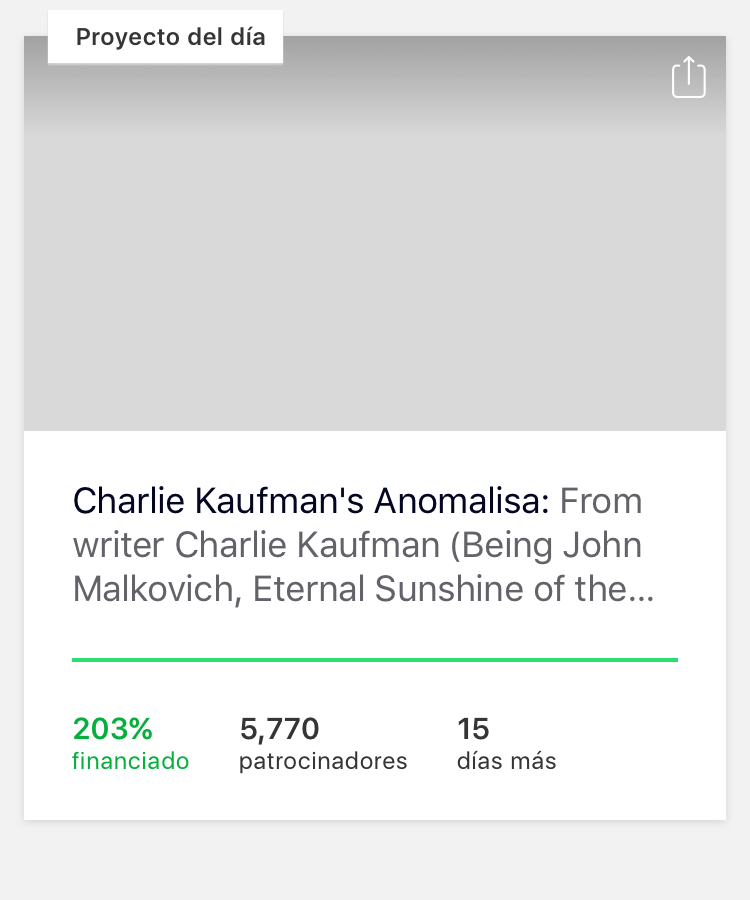 Proyecto del día
Charlie Kaufman's Anomalisa: From
writer Charlie Kaufman (Being John
Malkovich, Eternal Sunshine of the...
203%
financiado
5,770
patrocinadores
15
días más